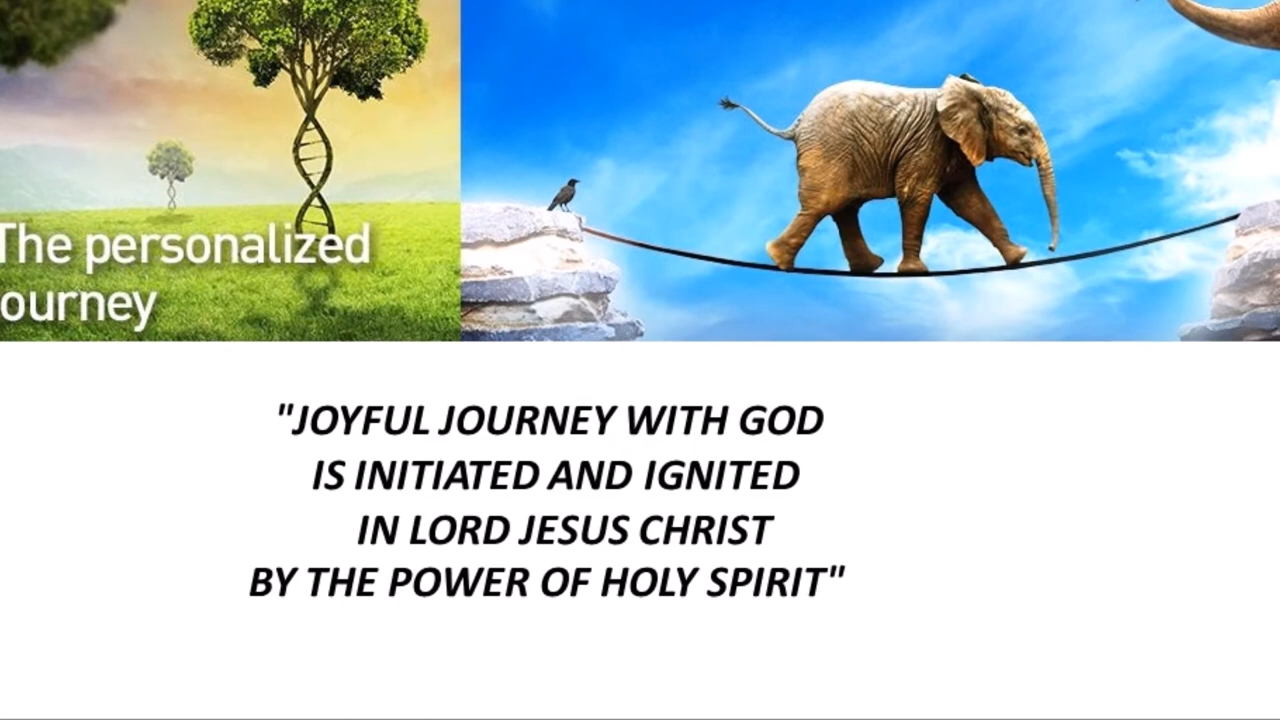 The personalized
ourney
"JOYFUL JOURNEY WITH GOD
IS INITIATED AND IGNITED
IN LORD JESUS CHRIST
BY THE POWER OF HOLY SPIRIT"